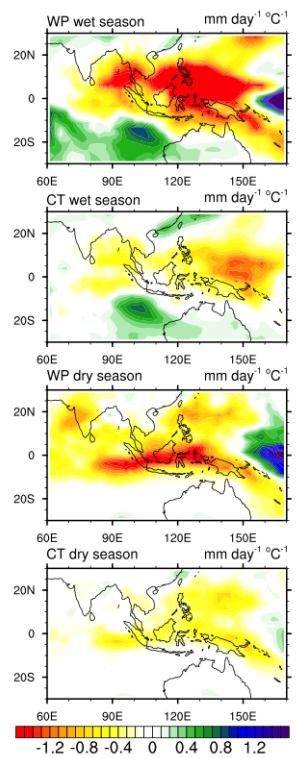 WP wet season mm day⁻¹ °C⁻¹
20N
0
20S
60E 90E 120E 150E
CT wet season mm day⁻¹ °C⁻¹
20N
0
20S
60E 90E 120E 150E
WP dry season mm day⁻¹ °C⁻¹
20N
0
20S
60E 90E 120E 150E
CT dry season mm day⁻¹ °C⁻¹
20N
0
20S
60E 90E 120E 150E
-1.2 -0.8 -0.4 0 0.4 0.8 1.2